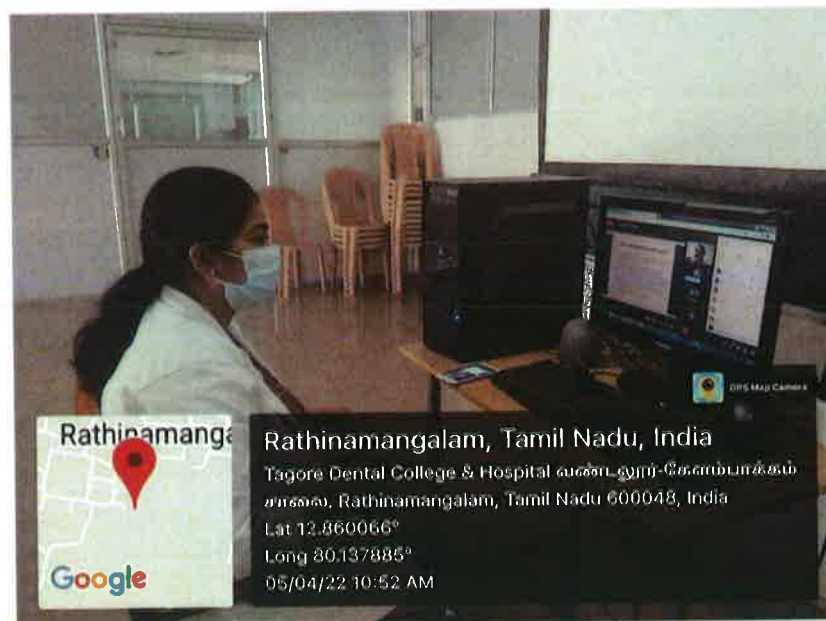 GPS Map Camera
Rathinamanga
Google
Rathinamangalam, Tamil Nadu, India
Tagore Dental College & Hospital வண்டலூர்-கேளம்பாக்கம்
சாலை, Rathinamangalam, Tamil Nadu 600048, India
Lat 12.860066°
Long 80.137885°
05/04/22 10:52 AM